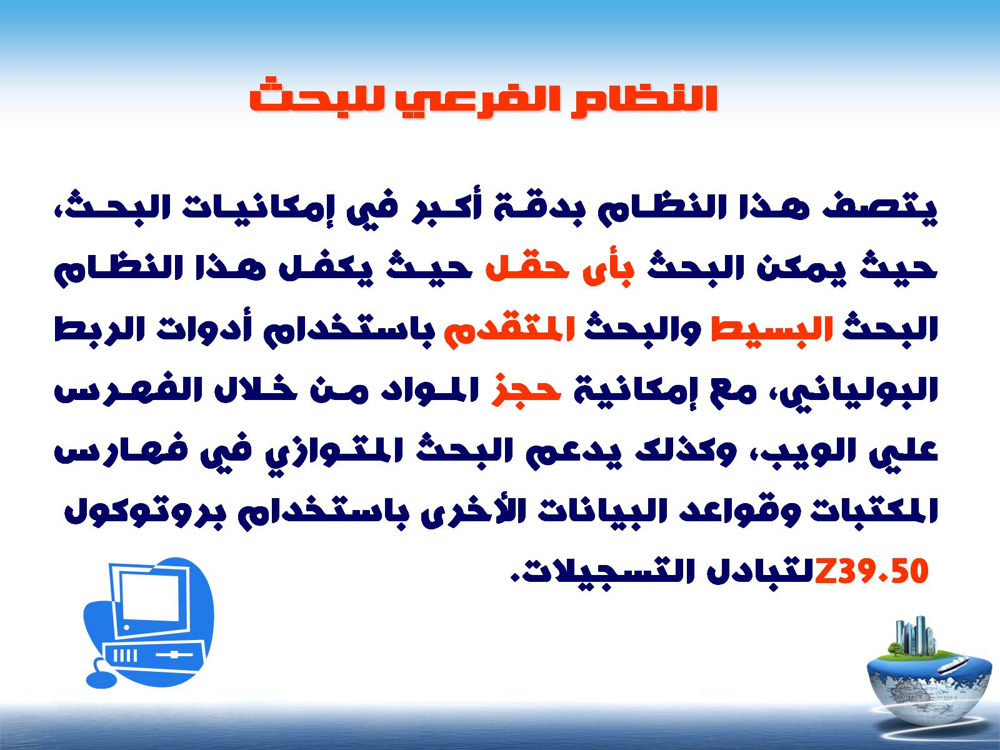 النظام الفرعي للبحث
يتصف هذا النظام بدقة أكبر في إمكانيات البحث،
حيث يمكن البحث بأى حقل حيث يكفل هذا النظام
البحث البسيط والبحث المتقدم باستخدام أدوات الربط
البولياني، مع إمكانية حجز المواد من خلال الفهرس
علي الويب، وكذلك يدعم البحث المتوازي في فهارس
المكتبات وقواعد البيانات الأخرى باستخدام بروتوكول
Z39.50لتبادل التسجيلات.
AUSTRALIA
OCEANIA